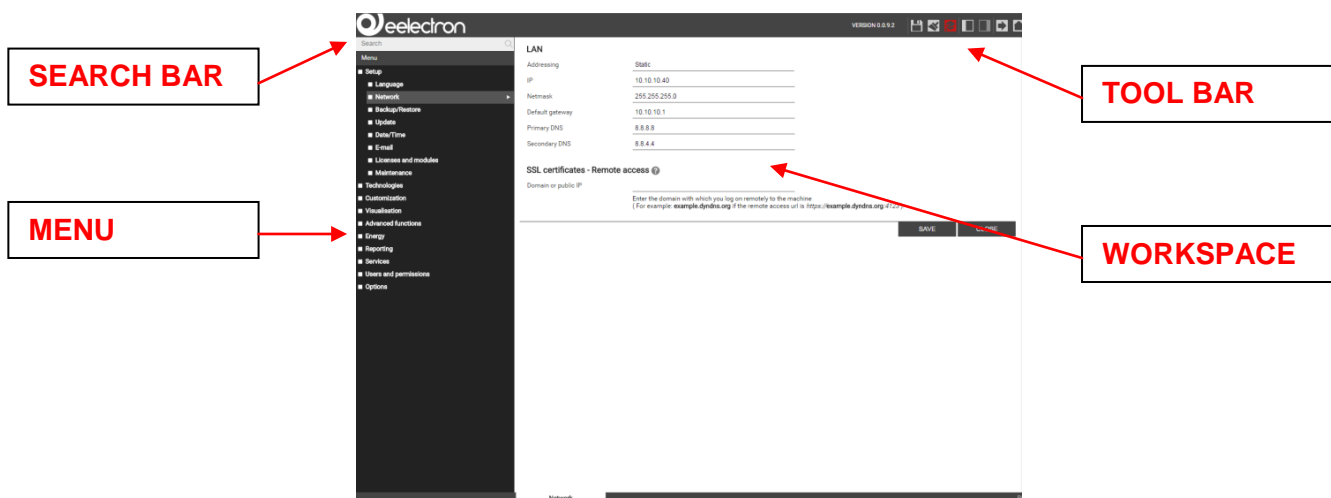 eelectron
VERSION 0.0.9.2
Search
Menu
Setup
Language
Network
Backup/Restore
Update
Date/Time
E-mail
Licenses and modules
Maintenance
Technologies
Customization
Visualisation
Advanced functions
Energy
Reporting
Services
Users and permissions
Options
LAN
Addressing Static
IP 10.10.10.40
Netmask 255.255.255.0
Default gateway 10.10.10.1
Primary DNS 8.8.8.8
Secondary DNS 8.8.4.4
SSL certificates - Remote access
Domain or public IP
Enter the domain with which you log on remotely to the machine
( For example: example.dyndns.org if the remote access url is https://example.dyndns.org
SAVE CLOSE
Network
SEARCH BAR
MENU
TOOL BAR
WORKSPACE